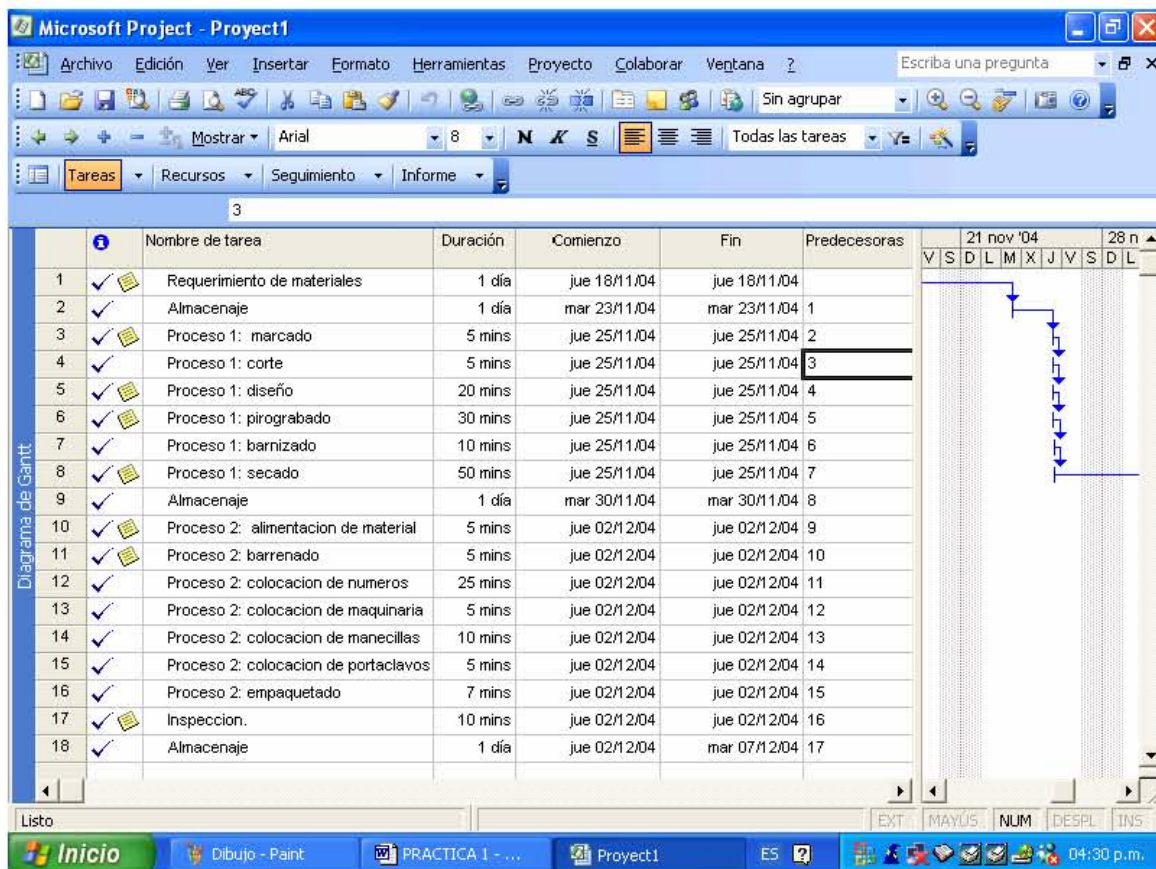 Microsoft Project - Proyect1
Archivo Edición Ver Insertar Formato Herramientas Proyecto Colaborar Ventana ? Escriba una pregunta
Sin agrupar
Mostrar Arial 8 N K S Todas las tareas
Tareas Recursos Seguimiento Informe
3
Nombre de tarea Duración Comienzo Fin Predecesoras 21 nov '04 28 n
V S D L M X J V S D L
1 Requerimiento de materiales 1 día jue 18/11/04 jue 18/11/04
2 Almacenaje 1 día mar 23/11/04 mar 23/11/04 1
3 Proceso 1: marcado 5 mins jue 25/11/04 jue 25/11/04 2
4 Proceso 1: corte 5 mins jue 25/11/04 jue 25/11/04 3
5 Proceso 1: diseño 20 mins jue 25/11/04 jue 25/11/04 4
6 Proceso 1: pirograbado 30 mins jue 25/11/04 jue 25/11/04 5
7 Proceso 1: barnizado 10 mins jue 25/11/04 jue 25/11/04 6
8 Proceso 1: secado 50 mins jue 25/11/04 jue 25/11/04 7
9 Almacenaje 1 día mar 30/11/04 mar 30/11/04 8
10 Proceso 2: alimentacion de material 5 mins jue 02/12/04 jue 02/12/04 9
11 Proceso 2: barrenado 5 mins jue 02/12/04 jue 02/12/04 10
12 Proceso 2: colocacion de numeros 25 mins jue 02/12/04 jue 02/12/04 11
13 Proceso 2: colocacion de maquinaria 5 mins jue 02/12/04 jue 02/12/04 12
14 Proceso 2: colocacion de manecillas 10 mins jue 02/12/04 jue 02/12/04 13
15 Proceso 2: colocacion de portaclavos 5 mins jue 02/12/04 jue 02/12/04 14
16 Proceso 2: empaquetado 7 mins jue 02/12/04 jue 02/12/04 15
17 Inspeccion. 10 mins jue 02/12/04 jue 02/12/04 16
18 Almacenaje 1 día jue 02/12/04 mar 07/12/04 17
Diagrama de Gantt
Listo EXT MAYÚS NUM DESPL INS
Inicio Dibujo - Paint PRACTICA 1 - ... Proyect1 ES 04:30 p.m.